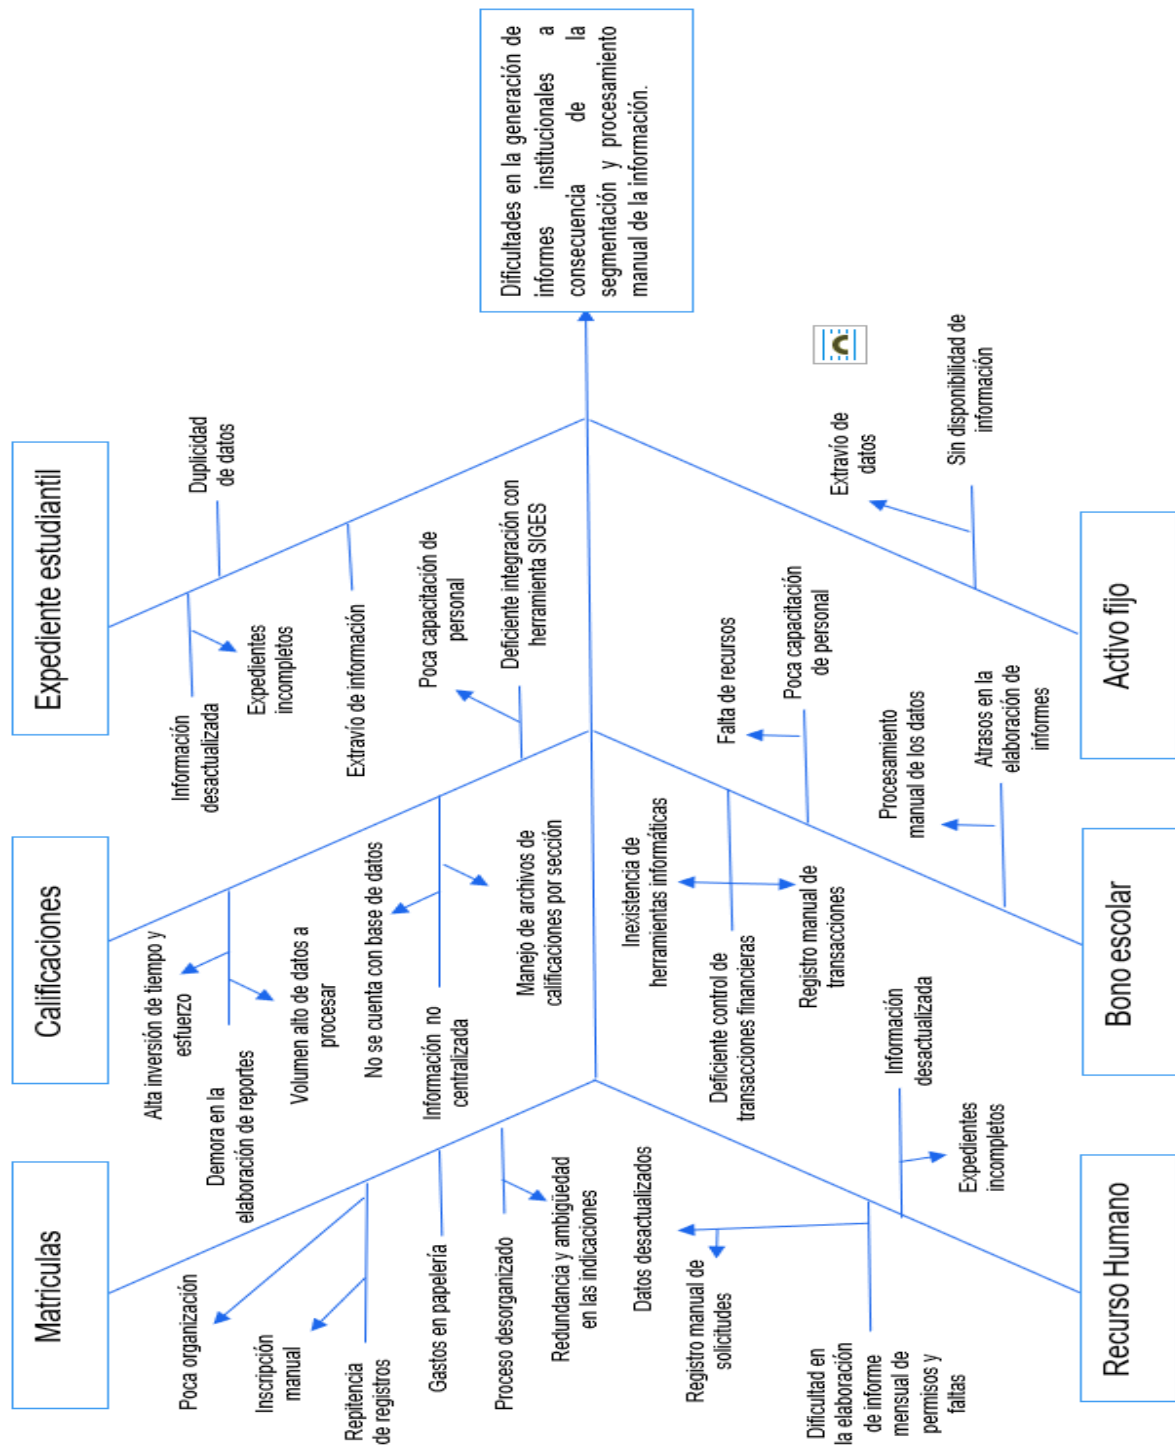 Matriculas
Calificaciones
Expediente estudiantil
Poca organización
Inscripción
manual
Repitencia
de registros
Gastos en papelería
Proceso desorganizado
Redundancia y ambigüedad
en las indicaciones
Alta inversión de tiempo y
esfuerzo
Demora en la
elaboración de reportes
Volumen alto de datos a
procesar
No se cuenta con base de datos
Información no
centralizada
Manejo de archivos de
calificaciones por sección
Poca capacitación de
personal
Deficiente integración con
herramienta SIGES
Duplicidad
de datos
Información
desactualizada
Expedientes
incompletos
Extravío de información
Dificultades en la generación de
informes institucionales a
consecuencia de la
segmentación y procesamiento
manual de la información.
Datos desactualizados
Registro manual de
solicitudes
Dificultad en
la elaboración
de informe
mensual de
permisos y
faltas
Información
desactualizada
Expedientes
incompletos
Inexistencia de
herramientas informáticas
Deficiente control de
transacciones financieras
Registro manual de
transacciones
Falta de recursos
Poca capacitación
de personal
Procesamiento
manual de los datos
Atrasos en la
elaboración de
informes
Extravío de
datos
Sin disponibilidad de
información
Recurso Humano
Bono escolar
Activo fijo